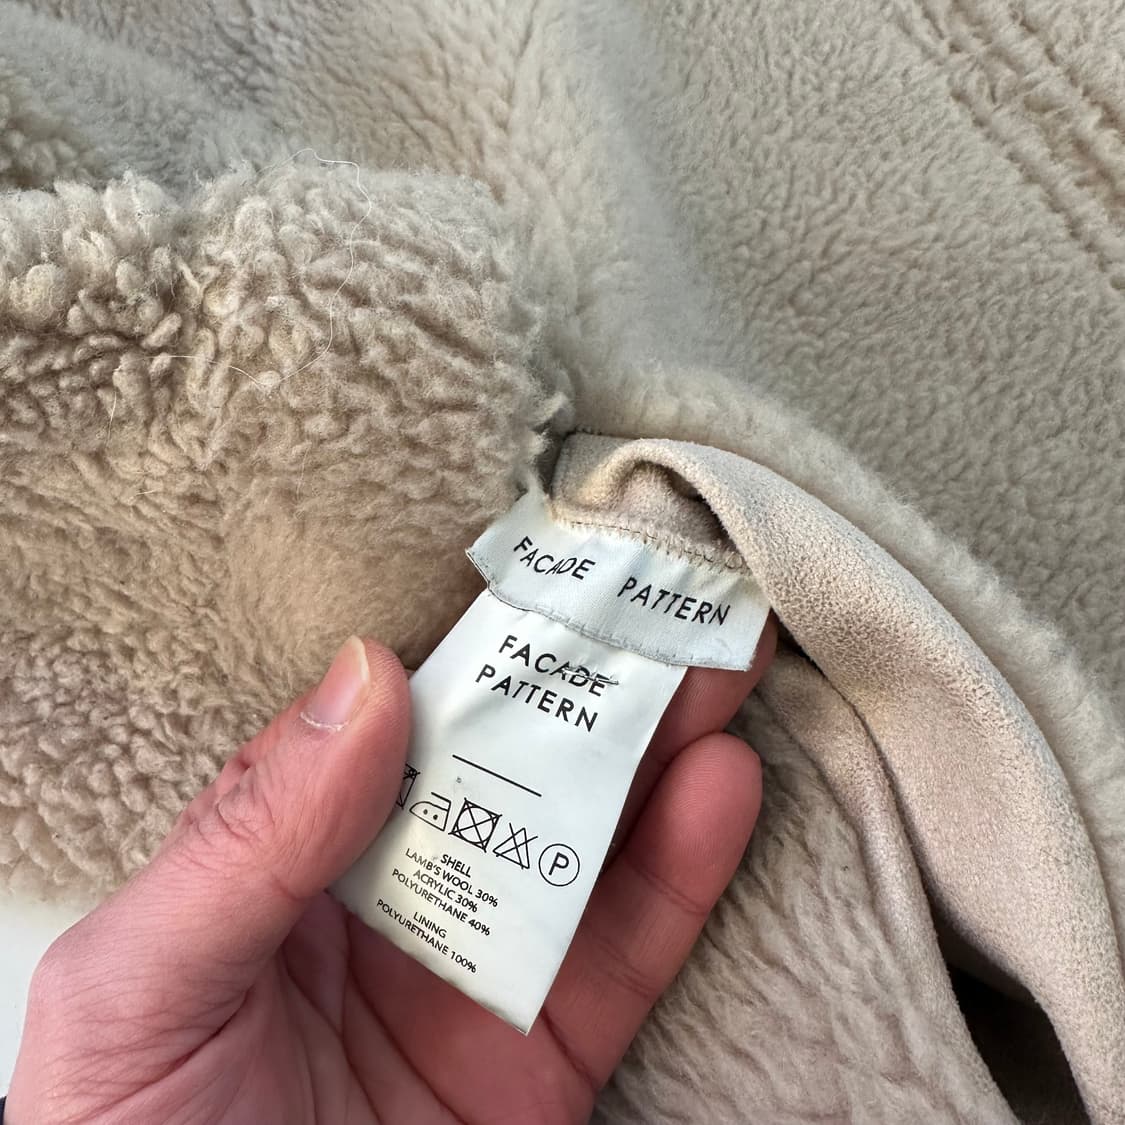 FACADE PATTERN
FACADE
PATTERN
P
SHELL
LAMB'S WOOL 30%
ACRYLIC 30%
POLYURETHANE 40%
LINING
POLYURETHANE 100%